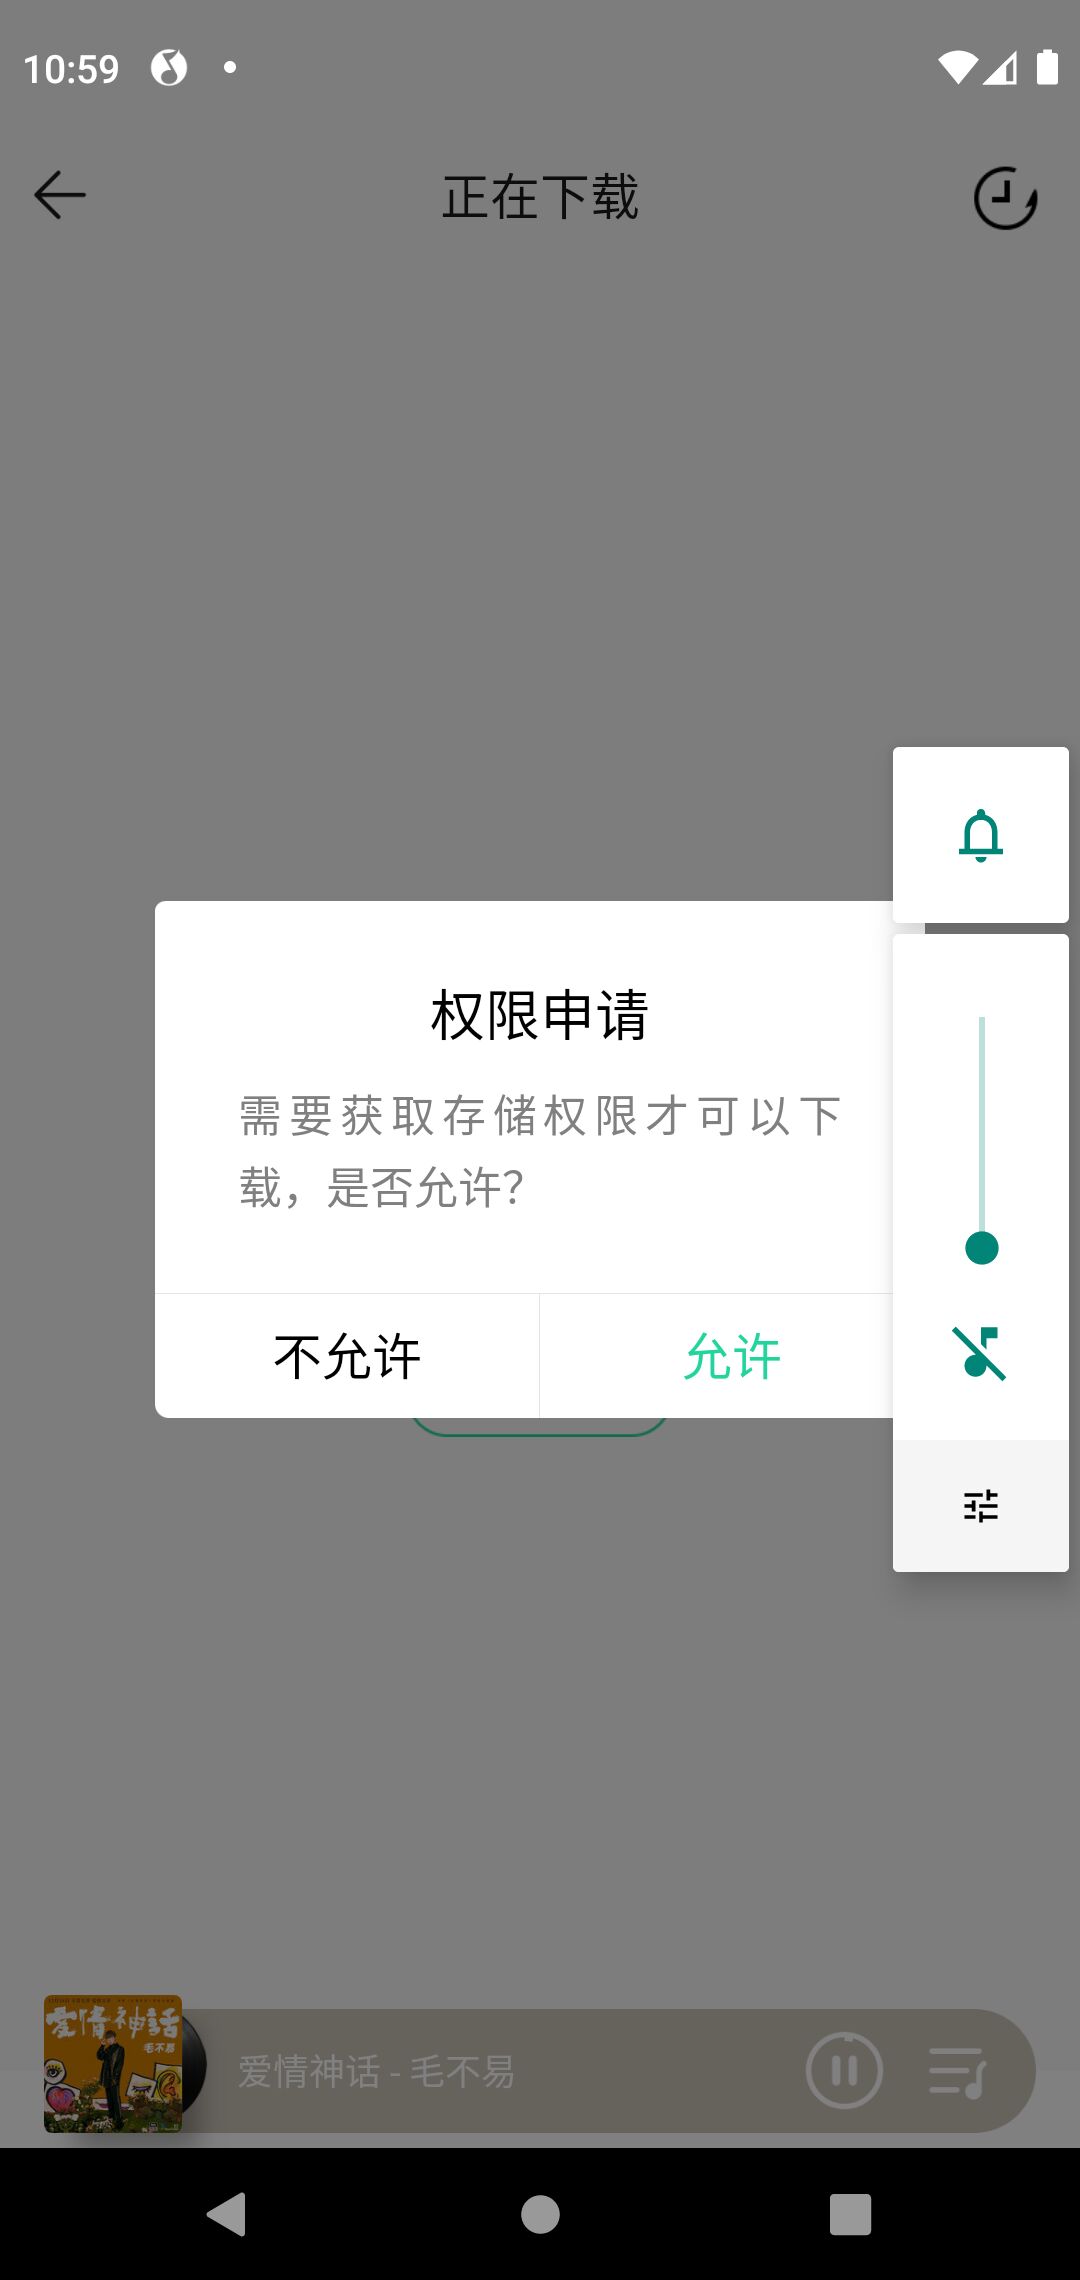 10:59
正在下载
权限申请
需要获取存储权限才可以下
载，是否允许？
不允许
允许
爱情神话
毛不易
爱情神话 - 毛不易